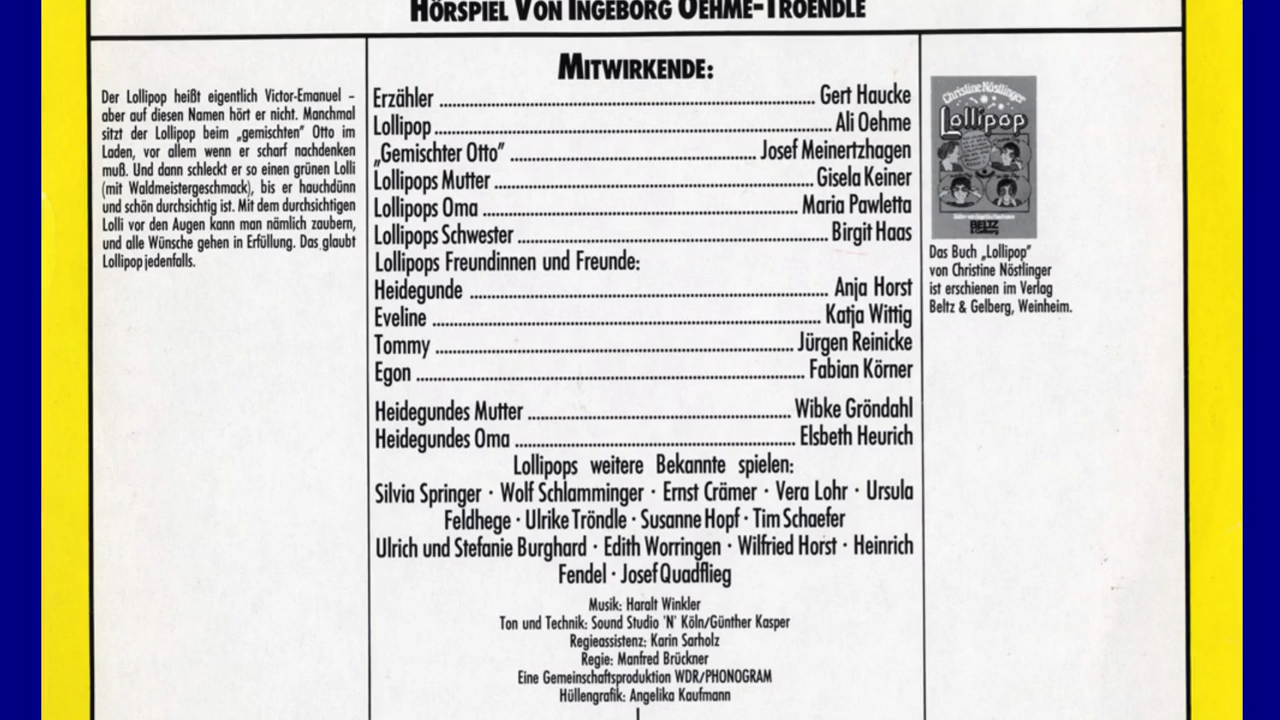 HÖRSPIEL VON INGEBORG OEHME-TROENDLE
Der Lollipop heißt eigentlich Victor-Emanuel –
aber auf diesen Namen hört er nicht. Manchmal
sitzt der Lollipop beim „gemischten” Otto im
Laden, vor allem wenn er scharf nachdenken
muß. Und dann schleckt er so einen grünen Lolli
(mit Waldmeistergeschmack), bis er hauchdünn
und schön durchsichtig ist. Mit dem durchsichtigen
Lolli vor den Augen kann man nämlich zaubern,
und alle Wünsche gehen in Erfüllung. Das glaubt
Lollipop jedenfalls.
MITWIRKENDE:
Erzähler ........ Gert Haucke
Lollipop ........ Ali Oehme
„Gemischter Otto” ........ Josef Meinertzhagen
Lollipops Mutter ........ Gisela Keiner
Lollipops Oma ........ Maria Pawletta
Lollipops Schwester ........ Birgit Haas
Lollipops Freundinnen und Freunde:
Heidegunde ........ Anja Horst
Eveline ........ Katja Wittig
Tommy ........ Jürgen Reinicke
Egon ........ Fabian Körner
Heidegundes Mutter ........ Wibke Gröndahl
Heidegundes Oma ........ Elsbeth Heurich
Lollipops weitere Bekannte spielen:
Silvia Springer · Wolf Schlamminger · Ernst Crämer · Vera Lohr · Ursula
Feldhege · Ulrike Tröndle · Susanne Hopf · Tim Schaefer
Ulrich und Stefanie Burghard · Edith Worringen · Wilfried Horst · Heinrich
Fendel · Josef Quadflieg
Musik: Haralt Winkler
Ton und Technik: Sound Studio 'N' Köln/Günther Kasper
Regieassistenz: Karin Sarholz
Regie: Manfred Brückner
Eine Gemeinschaftsproduktion WDR/PHONOGRAM
Hüllengrafik: Angelika Kaufmann
Christine Nöstlinger
Lollipop
BELTZ
Das Buch „Lollipop”
von Christine Nöstlinger
ist erschienen im Verlag
Beltz & Gelberg, Weinheim.